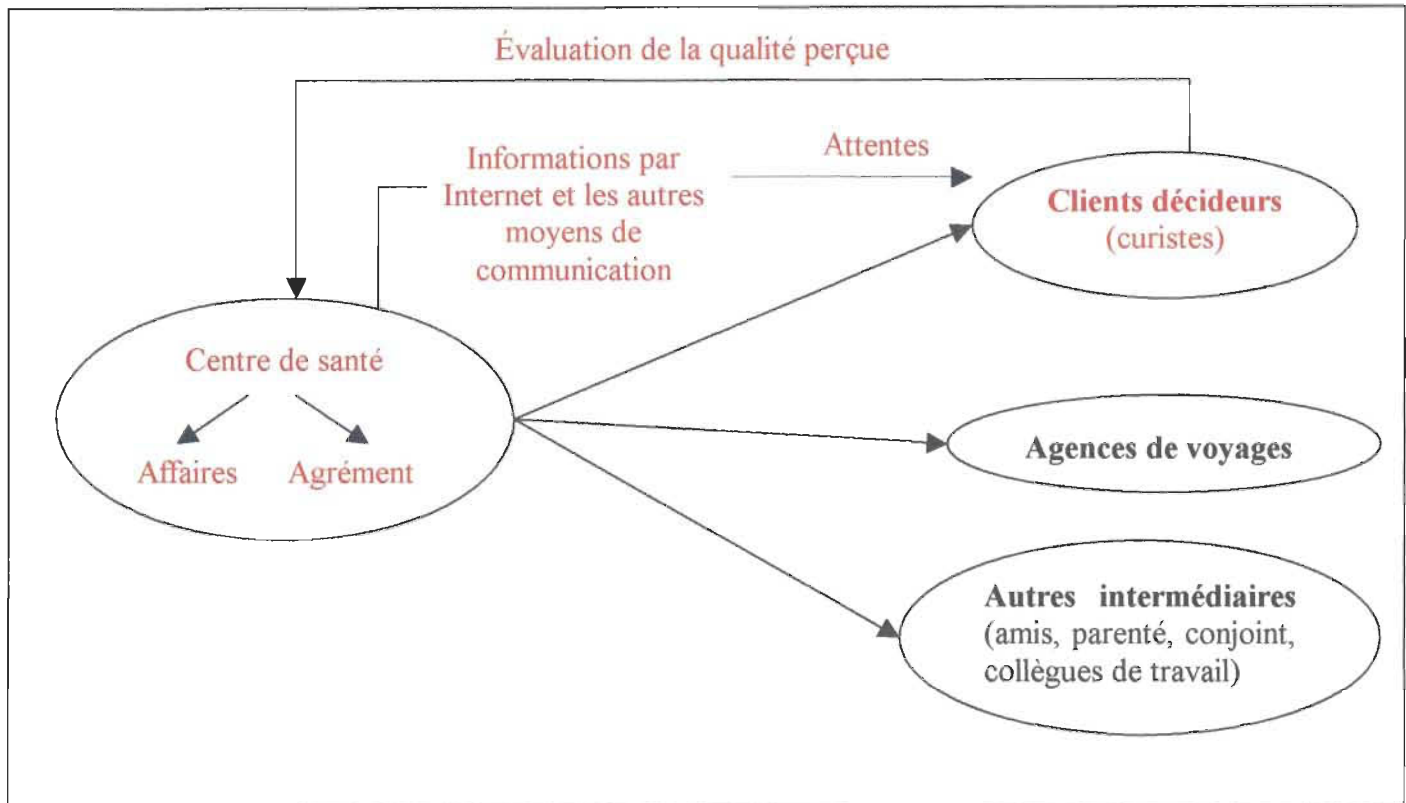 Évaluation de la qualité perçue
Informations par
Internet et les autres
moyens de
communication
Attentes
Clients décideurs
(curistes)
Centre de santé
Affaires Agrément
Agences de voyages
Autres intermédiaires
(amis, parenté, conjoint,
collègues de travail)